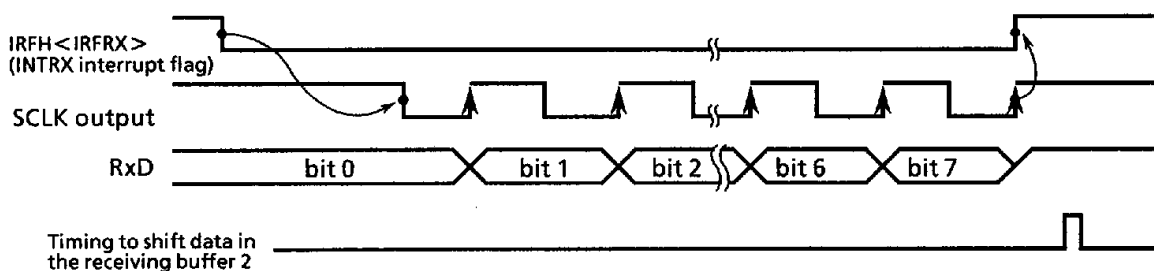 IRFH<IRFRX>
(INTRX interrupt flag)
SCLK output
RxD
bit 0
bit 1
bit 2
bit 6
bit 7
Timing to shift data in
the receiving buffer 2